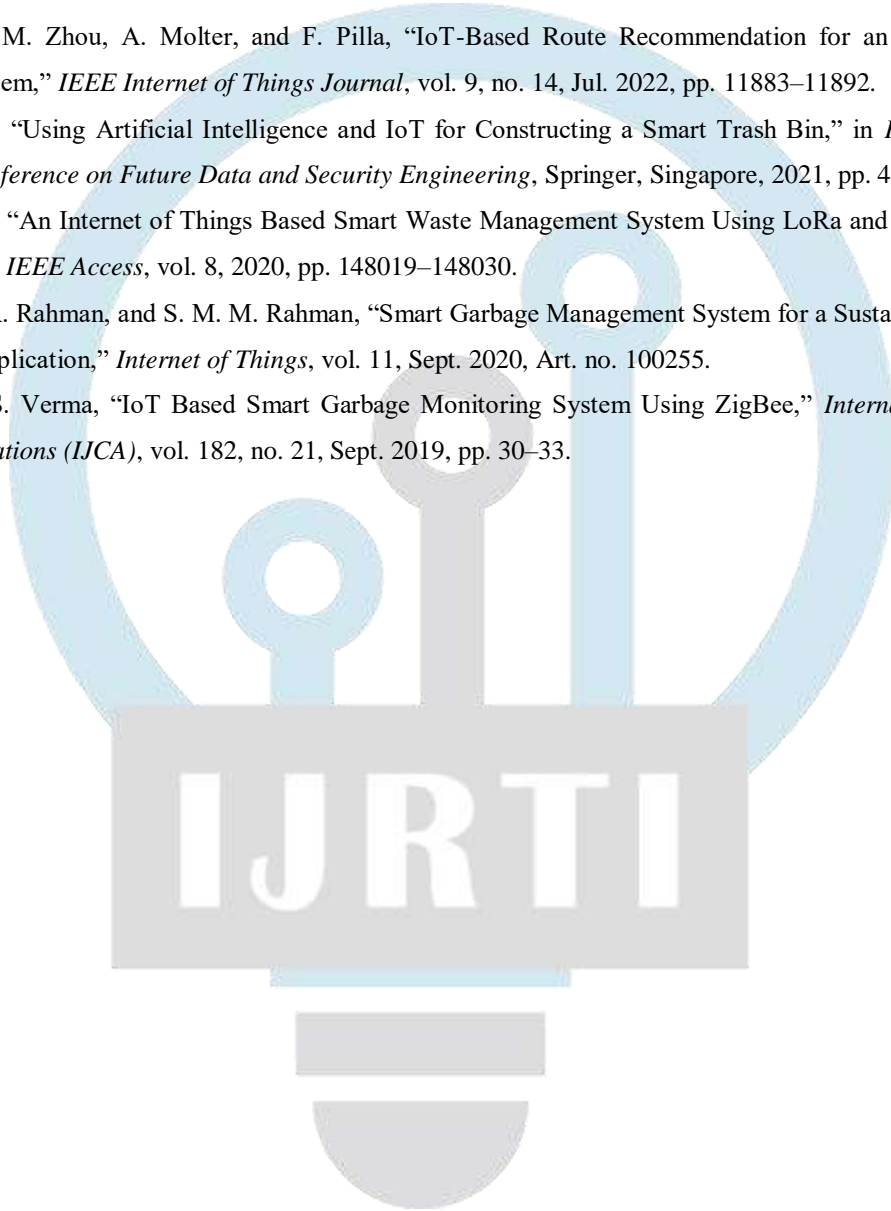 M. Zhou, A. Molter, and F. Pilla, “IoT-Based Route Recommendation for an
em,” IEEE Internet of Things Journal, vol. 9, no. 14, Jul. 2022, pp. 11883–11892.
“Using Artificial Intelligence and IoT for Constructing a Smart Trash Bin,” in
ference on Future Data and Security Engineering, Springer, Singapore, 2021, pp. 4
“An Internet of Things Based Smart Waste Management System Using LoRa and
IEEE Access, vol. 8, 2020, pp. 148019–148030.
. Rahman, and S. M. M. Rahman, “Smart Garbage Management System for a Susta
plication,” Internet of Things, vol. 11, Sept. 2020, Art. no. 100255.
. Verma, “IoT Based Smart Garbage Monitoring System Using ZigBee,” Intern
ations (IJCA), vol. 182, no. 21, Sept. 2019, pp. 30–33.
IJRTI